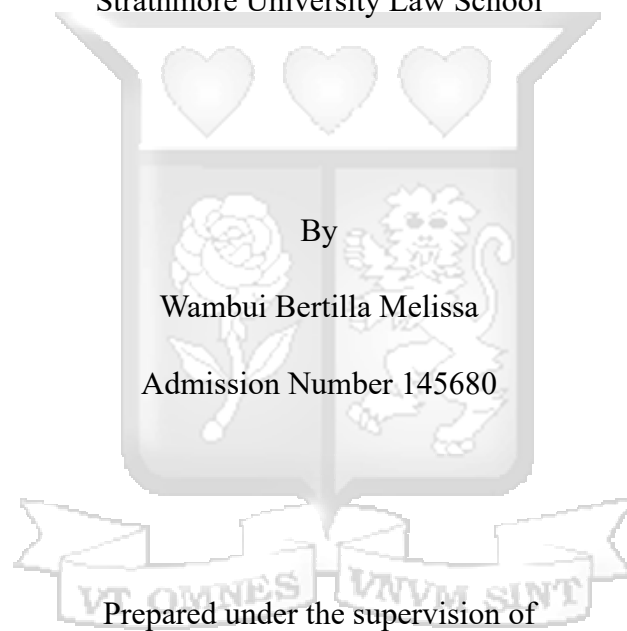 Strathmore University Law School
By
Wambui Bertilla Melissa
Admission Number 145680
VT OMNES VNVM SINT
Prepared under the supervision of